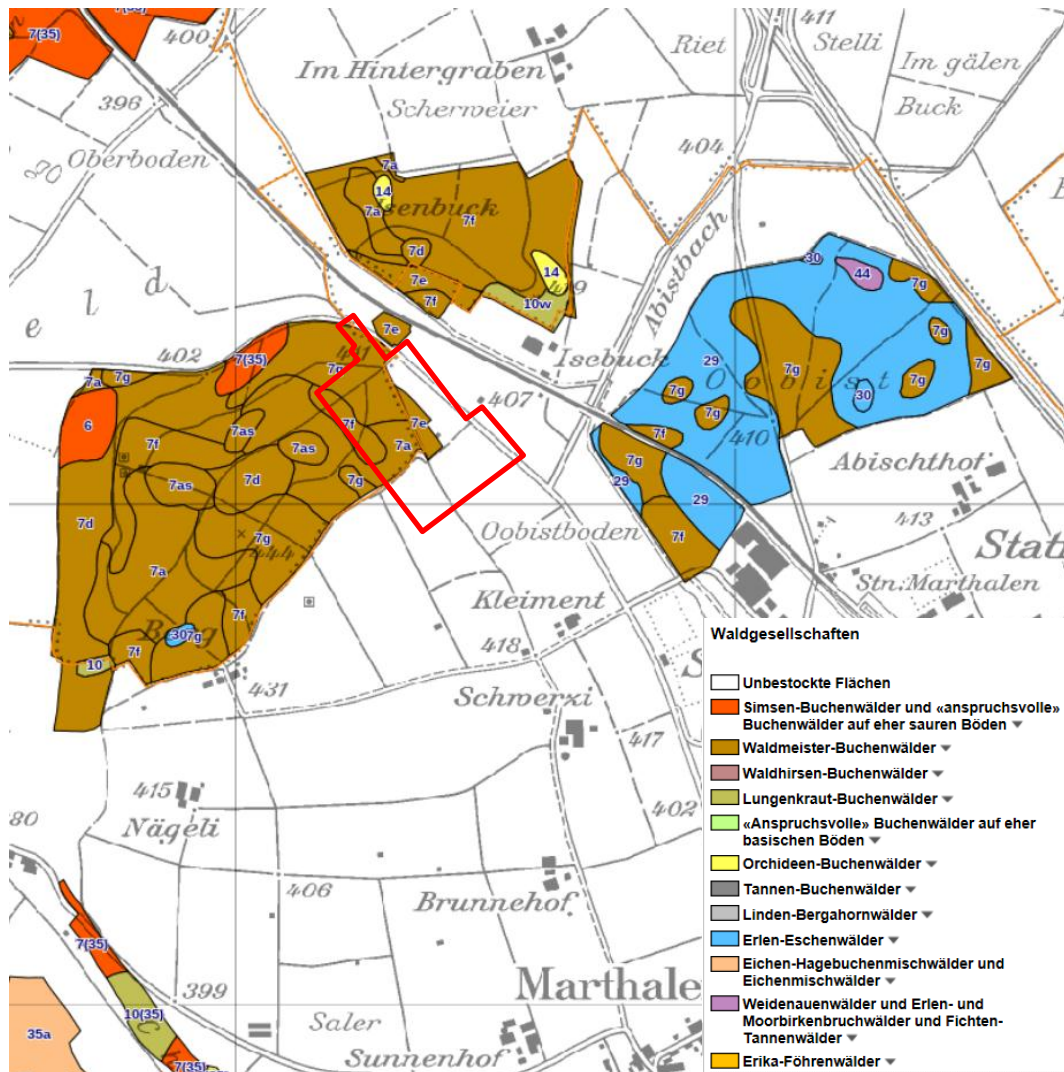 7(35)
400
411
Riet
Stelli
Im Hintergraben
Im gälen
396
Scherweier
Buck
370
Oberboden
404
7a
14
7a
Isenbuck
7f
7d
Abistbach
14
30
44
7g
7e
7f
10w
e l d
7e
402
7(35)
7g
Isebuck
29
7g
7g
7g
7a
7g
407
7g
7g
Oobist
30
6
7f
7as
7f
7e
7f
410
7as
7a
7g
Abischthof
7as
7d
7g
29
29
7d
Oobistboden
413
7g
7f
444
Stat
7a
Stn. Marthalen
Kleiment
7f
Berg
30
7g
418
10
7f
431
Schwerzi
417
415
Nägeli
402
80
406
Brunnehof
7(35)
399
Marthale
10(35)
35a
Saler
7(35)
Sunnenhof
Waldgesellschaften
Unbestockte Flächen
Simsen-Buchenwälder und «anspruchsvolle»
Buchenwälder auf eher sauren Böden
Waldmeister-Buchenwälder
Waldhirsen-Buchenwälder
Lungenkraut-Buchenwälder
«Anspruchsvolle» Buchenwälder auf eher
basischen Böden
Orchideen-Buchenwälder
Tannen-Buchenwälder
Linden-Bergahornwälder
Erlen-Eschenwälder
Eichen-Hagebuchenmischwälder und
Eichenmischwälder
Weidenauenwälder und Erlen- und
Moorbirkenbruchwälder und Fichten-
Tannenwälder
Erika-Föhrenwälder